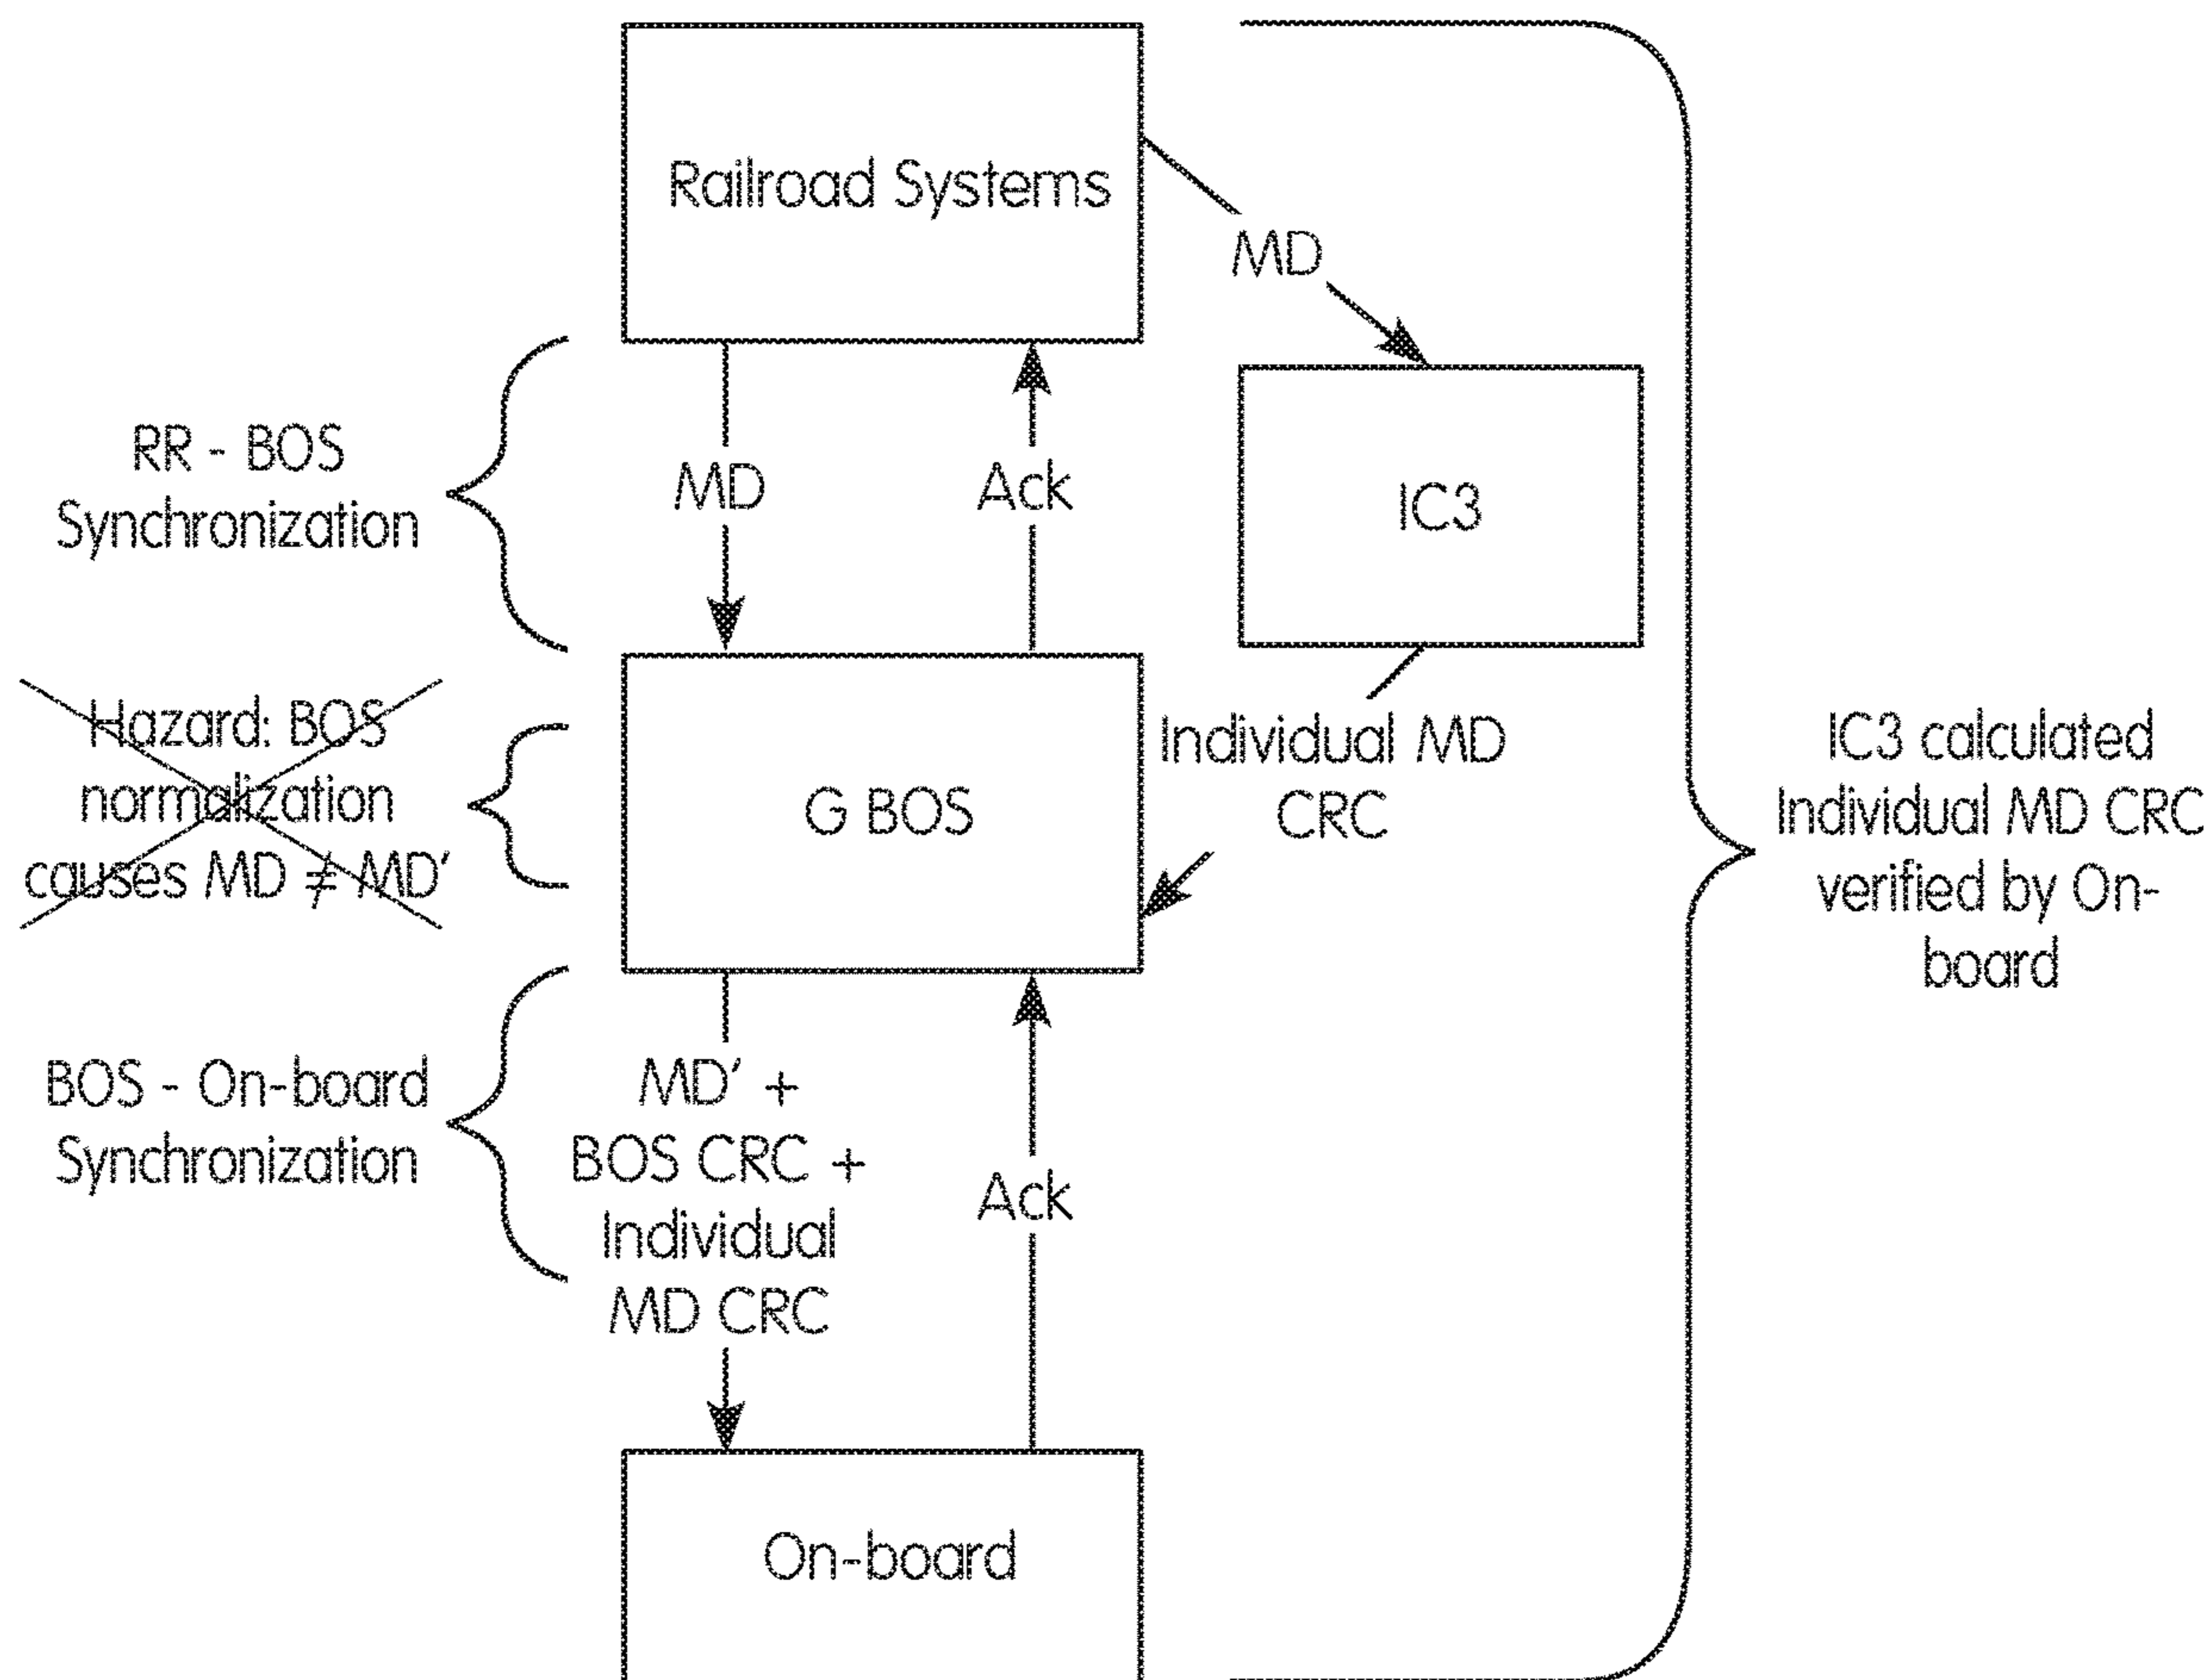 Railroad Systems
MD
RR - BOS
Synchronization
MD
Ack
IC3
Hazard: BOS
normalization
causes MD ≠ MD'
G BOS
Individual MD
CRC
IC3 calculated
Individual MD CRC
verified by On-
board
BOS - On-board
Synchronization
MD' +
BOS CRC +
Individual
MD CRC
Ack
On-board